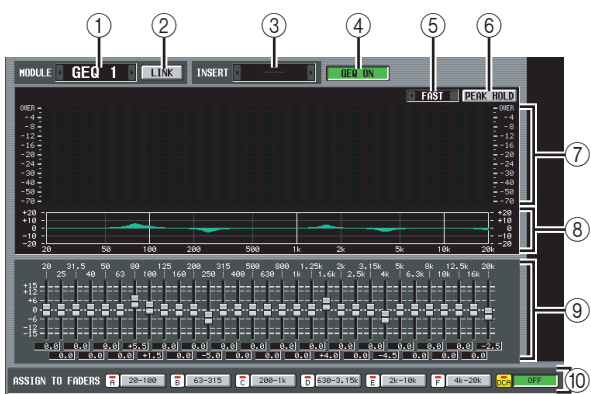 ① ② ③ ④ ⑤ ⑥
MODULE GEQ 1 LINK INSERT ---- GEQ ON
FAST PEAK HOLD
OVER OVER
-4 -4
-8 -8
-12 -12
-16 -16
-20 -20
-24 -24
-30 -30
-40 -40
-50 -50
-70 -70
⑦
+20 +20
+10 +10
0 0
-10 -10
-20 -20
⑧
20 50 100 200 500 1k 2k 5k 10k 20k
20 31.5 50 80 125 200 315 500 800 1.25k 2k 3.15k 5k 8k 12.5k 20k
25 40 63 100 160 250 400 630 1k 1.6k 2.5k 4k 6.3k 10k 16k
+15
+12
+6
0
-6
-12
-15
⑨
0.0 0.0 0.0 +5.5 0.0 0.0 0.0 0.0 0.0 0.0 0.0 0.0 0.0 0.0 0.0 -2.5
0.0 0.0 0.0 +1.5 0.0 -5.0 0.0 0.0 0.0 +4.0 0.0 -4.5 0.0 0.0 0.0
ASSIGN TO FADERS A 20-100 B 63-315 C 200-1k D 630-3.15k E 2k-10k F 4k-20k DCA OFF
⑩